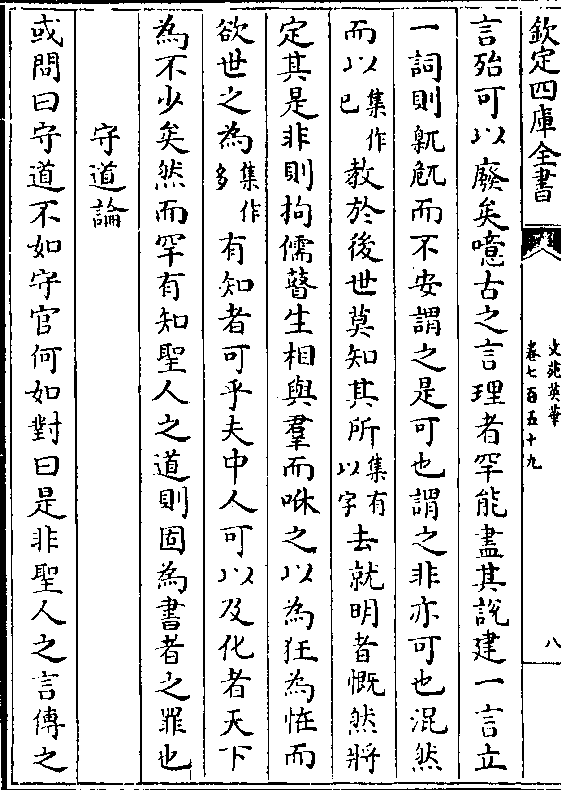 欽定四庫全書
文苑英華
卷七百五十九
八
言殆可以廢矣噫古之言理者罕能盡其說建一言立
一詞則臲卼而不安謂之是可也謂之非亦可也混然
而以集作已教於後世莫知其所集有以字去就明者慨然將
定其是非則拘儒瞽生相與羣而咻之以為狂為恠而
欲世之為集作多有知者可乎夫中人可以及化者天下
為不少矣然而罕有知聖人之道則固為書者之罪也
守道論
或問曰守道不如守官何如對曰是非聖人之言傳之